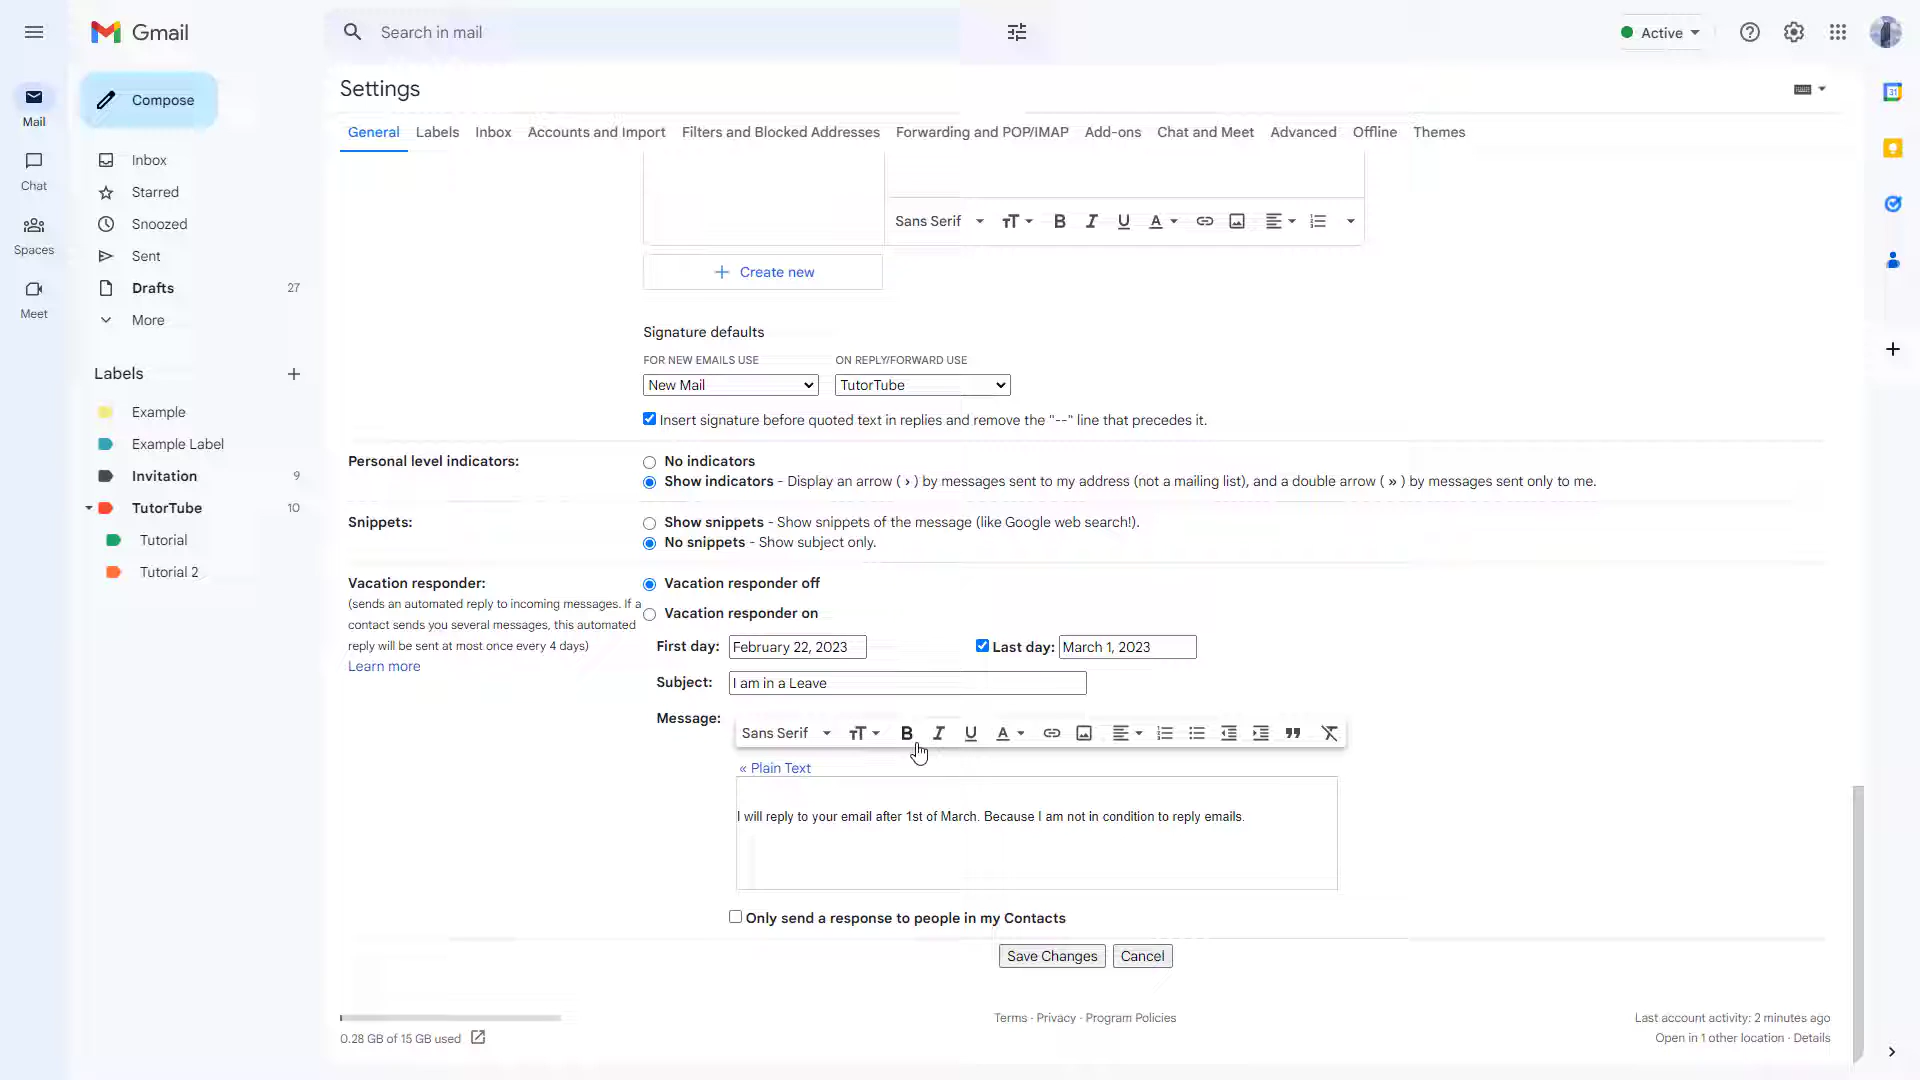 Gmail
Search in mail
Active
Compose
Mail
Chat
Spaces
Meet
Inbox
Starred
Snoozed
Sent
Drafts 27
More
Labels
Example
Example Label
Invitation 9
TutorTube 10
Tutorial
Tutorial 2
Settings
General Labels Inbox Accounts and Import Filters and Blocked Addresses Forwarding and POP/IMAP Add-ons Chat and Meet Advanced Offline Themes
Sans Serif
Create new
Signature defaults
FOR NEW EMAILS USE ON REPLY/FORWARD USE
New Mail TutorTube
Insert signature before quoted text in replies and remove the "--" line that precedes it.
Personal level indicators:
No indicators
Show indicators - Display an arrow ( › ) by messages sent to my address (not a mailing list), and a double arrow ( » ) by messages sent only to me.
Snippets:
Show snippets - Show snippets of the message (like Google web search!).
No snippets - Show subject only.
Vacation responder:
(sends an automated reply to incoming messages. If a
contact sends you several messages, this automated
reply will be sent at most once every 4 days)
Learn more
Vacation responder off
Vacation responder on
First day: February 22, 2023 Last day: March 1, 2023
Subject: I am in a Leave
Message:
Sans Serif
« Plain Text
I will reply to your email after 1st of March. Because I am not in condition to reply emails.
Only send a response to people in my Contacts
Save Changes Cancel
0.28 GB of 15 GB used
Terms · Privacy · Program Policies
Last account activity: 2 minutes ago
Open in 1 other location · Details
31